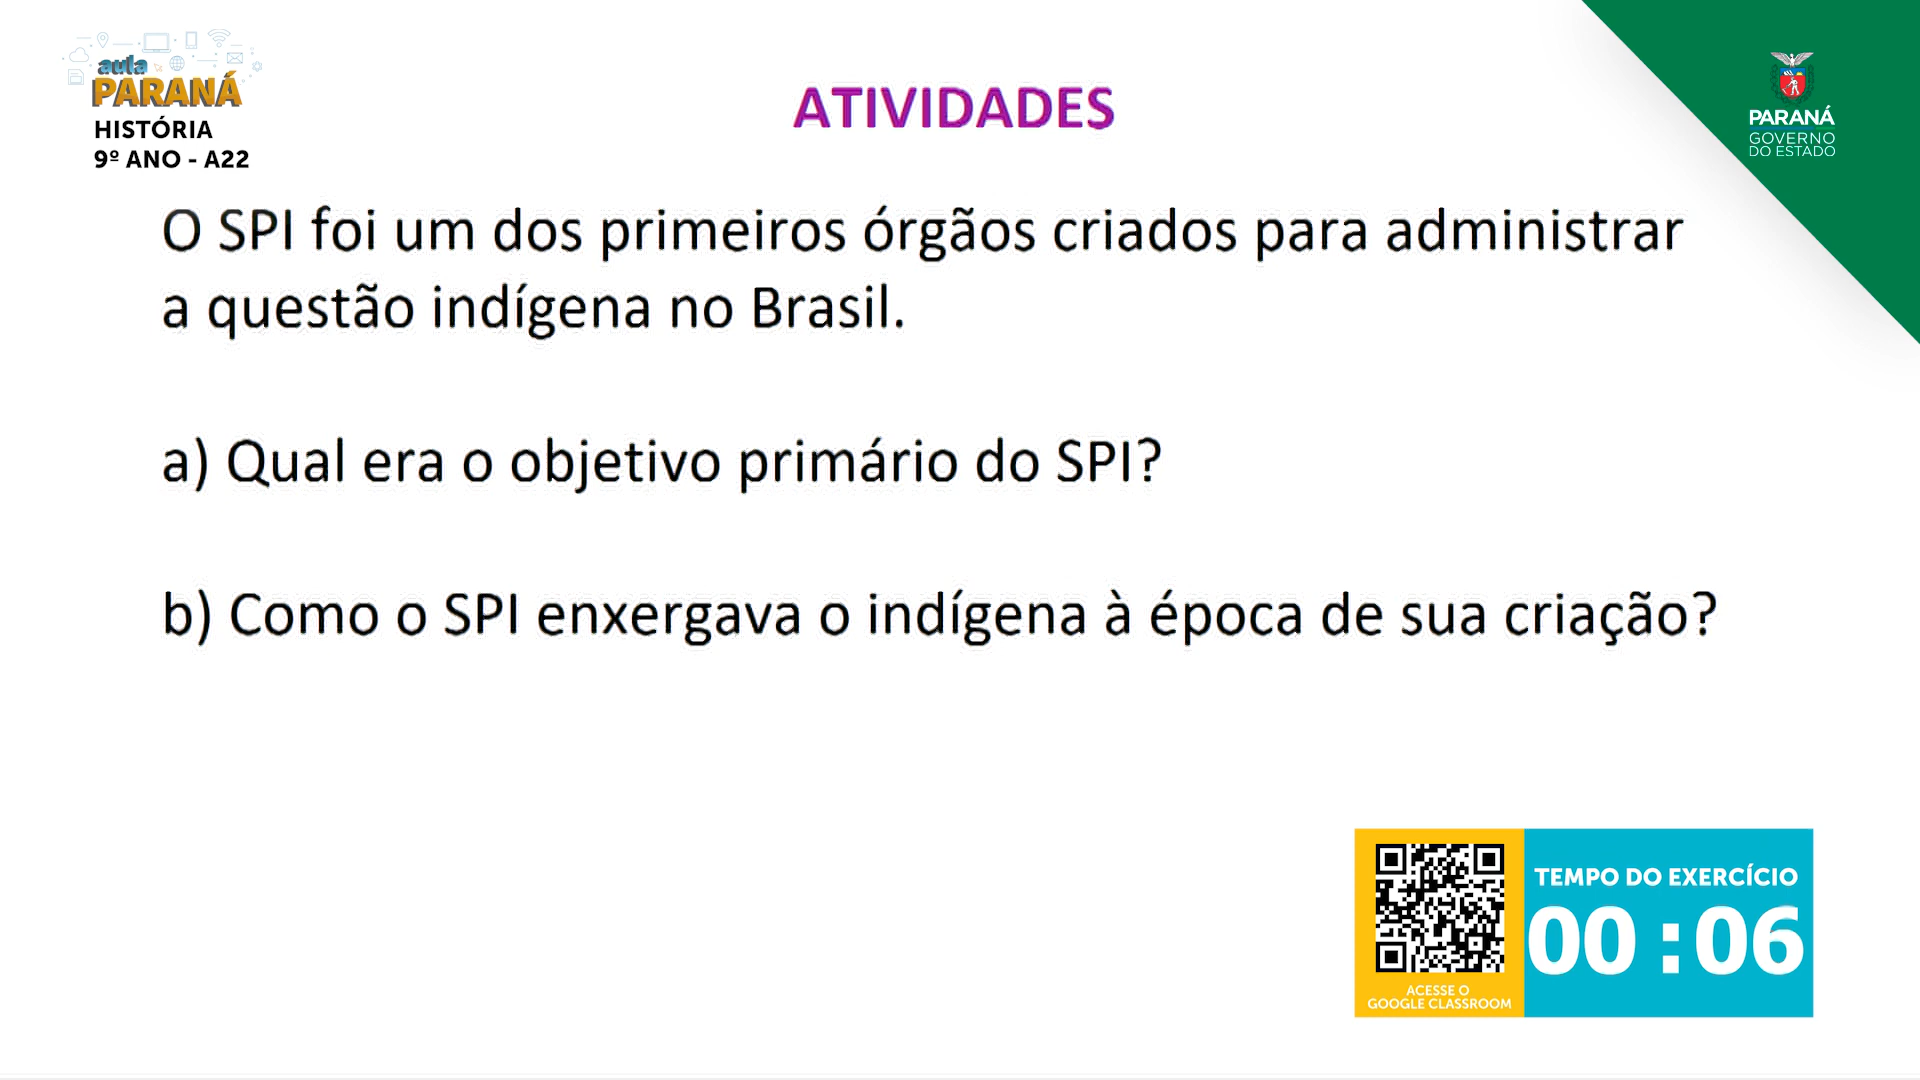 aula
PARANÁ
HISTÓRIA
9º ANO - A22
ATIVIDADES
PARANÁ
GOVERNO
DO ESTADO
O SPI foi um dos primeiros órgãos criados para administrar
a questão indígena no Brasil.
a) Qual era o objetivo primário do SPI?
b) Como o SPI enxergava o indígena à época de sua criação?
TEMPO DO EXERCÍCIO
00:06
ACESSE O
GOOGLE CLASSROOM